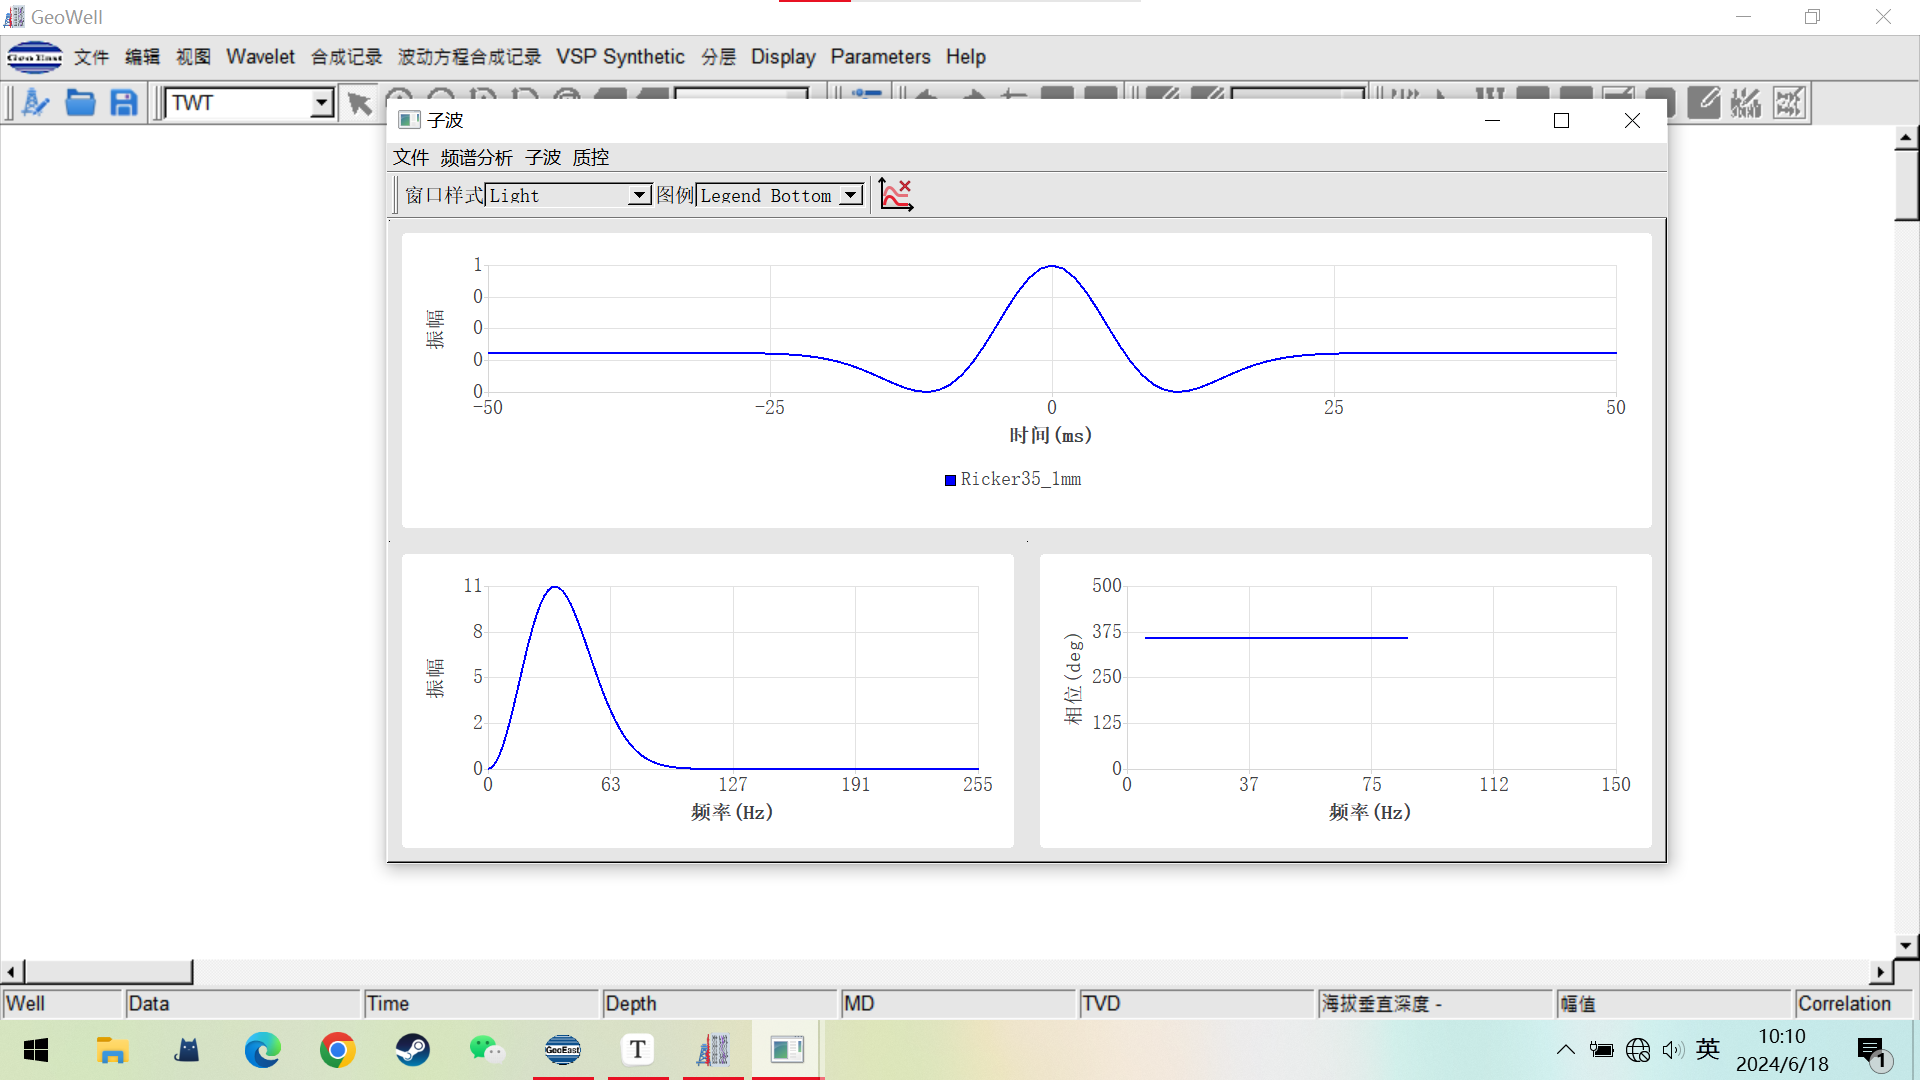 GeoWell
GeoEast 文件 编辑 视图 Wavelet 合成记录 波动方程合成记录 VSP Synthetic 分层 Display Parameters Help
TWT
子波
文件 频谱分析 子波 质控
窗口样式 Light 图例 Legend Bottom
1
0
0
0
0
振幅
-50 -25 0 25 50
时间(ms)
Ricker35_1mm
11
8
5
2
0
振幅
0 63 127 191 255
频率(Hz)
500
375
250
125
0
相位(deg)
0 37 75 112 150
频率(Hz)
Well Data Time Depth MD TVD 海拔垂直深度 - 幅值 Correlation
GeoEast T 英 10:10
2024/6/18 1